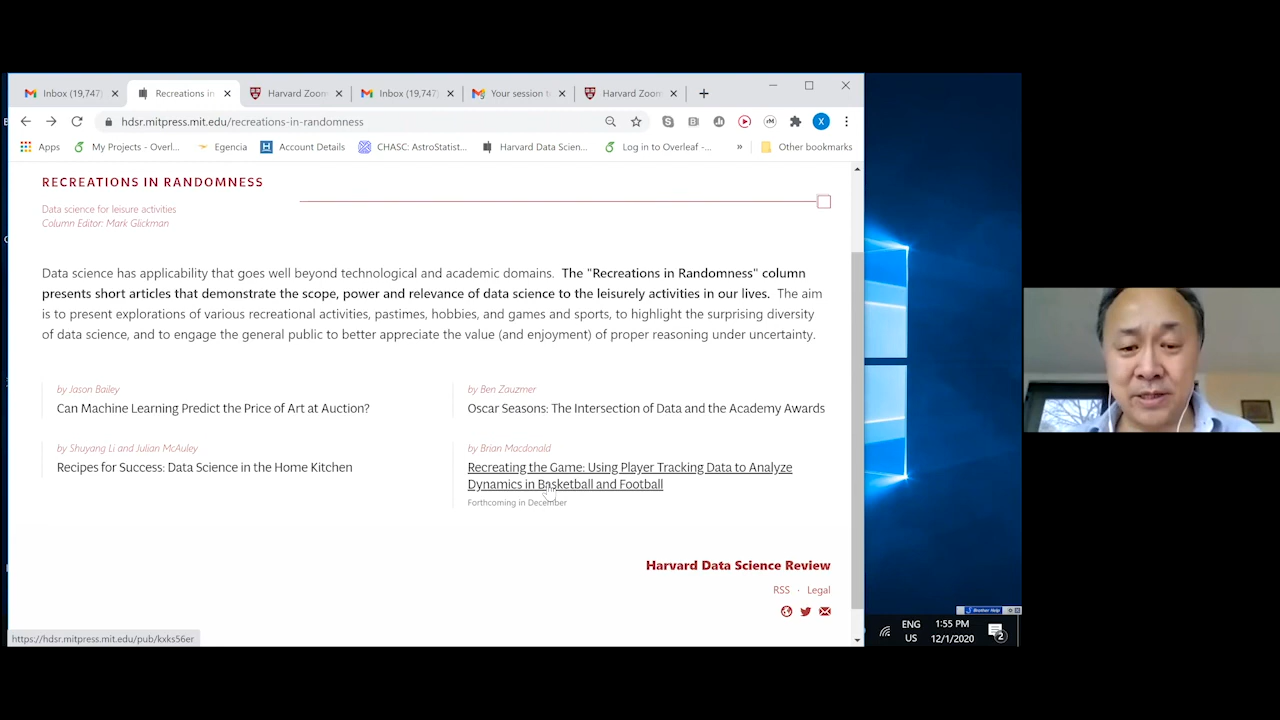 Inbox (19,747)
Recreations in
Harvard Zoom
Inbox (19,747)
Your session t
Harvard Zoom
hdsr.mitpress.mit.edu/recreations-in-randomness
X
Apps
My Projects - Overl...
Egencia
Account Details
CHASC: AstroStatist...
Harvard Data Scien...
Log in to Overleaf -...
»
Other bookmarks
RECREATIONS IN RANDOMNESS
Data science for leisure activities
Column Editor: Mark Glickman
Data science has applicability that goes well beyond technological and academic domains. The "Recreations in Randomness" column
presents short articles that demonstrate the scope, power and relevance of data science to the leisurely activities in our lives. The aim
is to present explorations of various recreational activities, pastimes, hobbies, and games and sports, to highlight the surprising diversity
of data science, and to engage the general public to better appreciate the value (and enjoyment) of proper reasoning under uncertainty.
by Jason Bailey
Can Machine Learning Predict the Price of Art at Auction?
by Ben Zauzmer
Oscar Seasons: The Intersection of Data and the Academy Awards
by Shuyang Li and Julian McAuley
Recipes for Success: Data Science in the Home Kitchen
by Brian Macdonald
Recreating the Game: Using Player Tracking Data to Analyze
Dynamics in Basketball and Football
Forthcoming in December
Harvard Data Science Review
RSS · Legal
https://hdsr.mitpress.mit.edu/pub/kxks56er
Brother Help
ENG
US
1:55 PM
12/1/2020
2